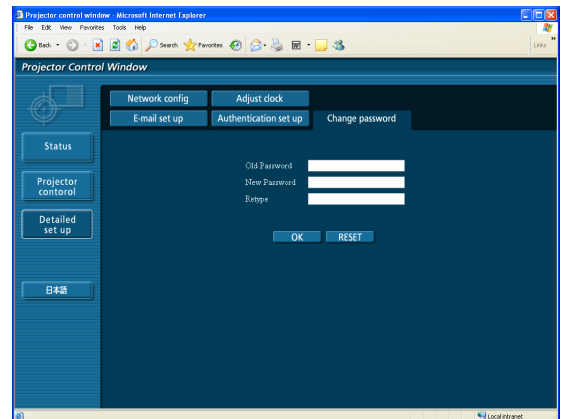 Projector control window - Microsoft Internet Explorer
File Edit View Favorites Tools Help
Back Search Favorites Links
Projector Control Window
Network config Adjust clock
E-mail set up Authentication set up Change password
Status
Projector
contorol
Detailed
set up
日本語
Old Password
New Password
Retype
OK RESET
Local intranet